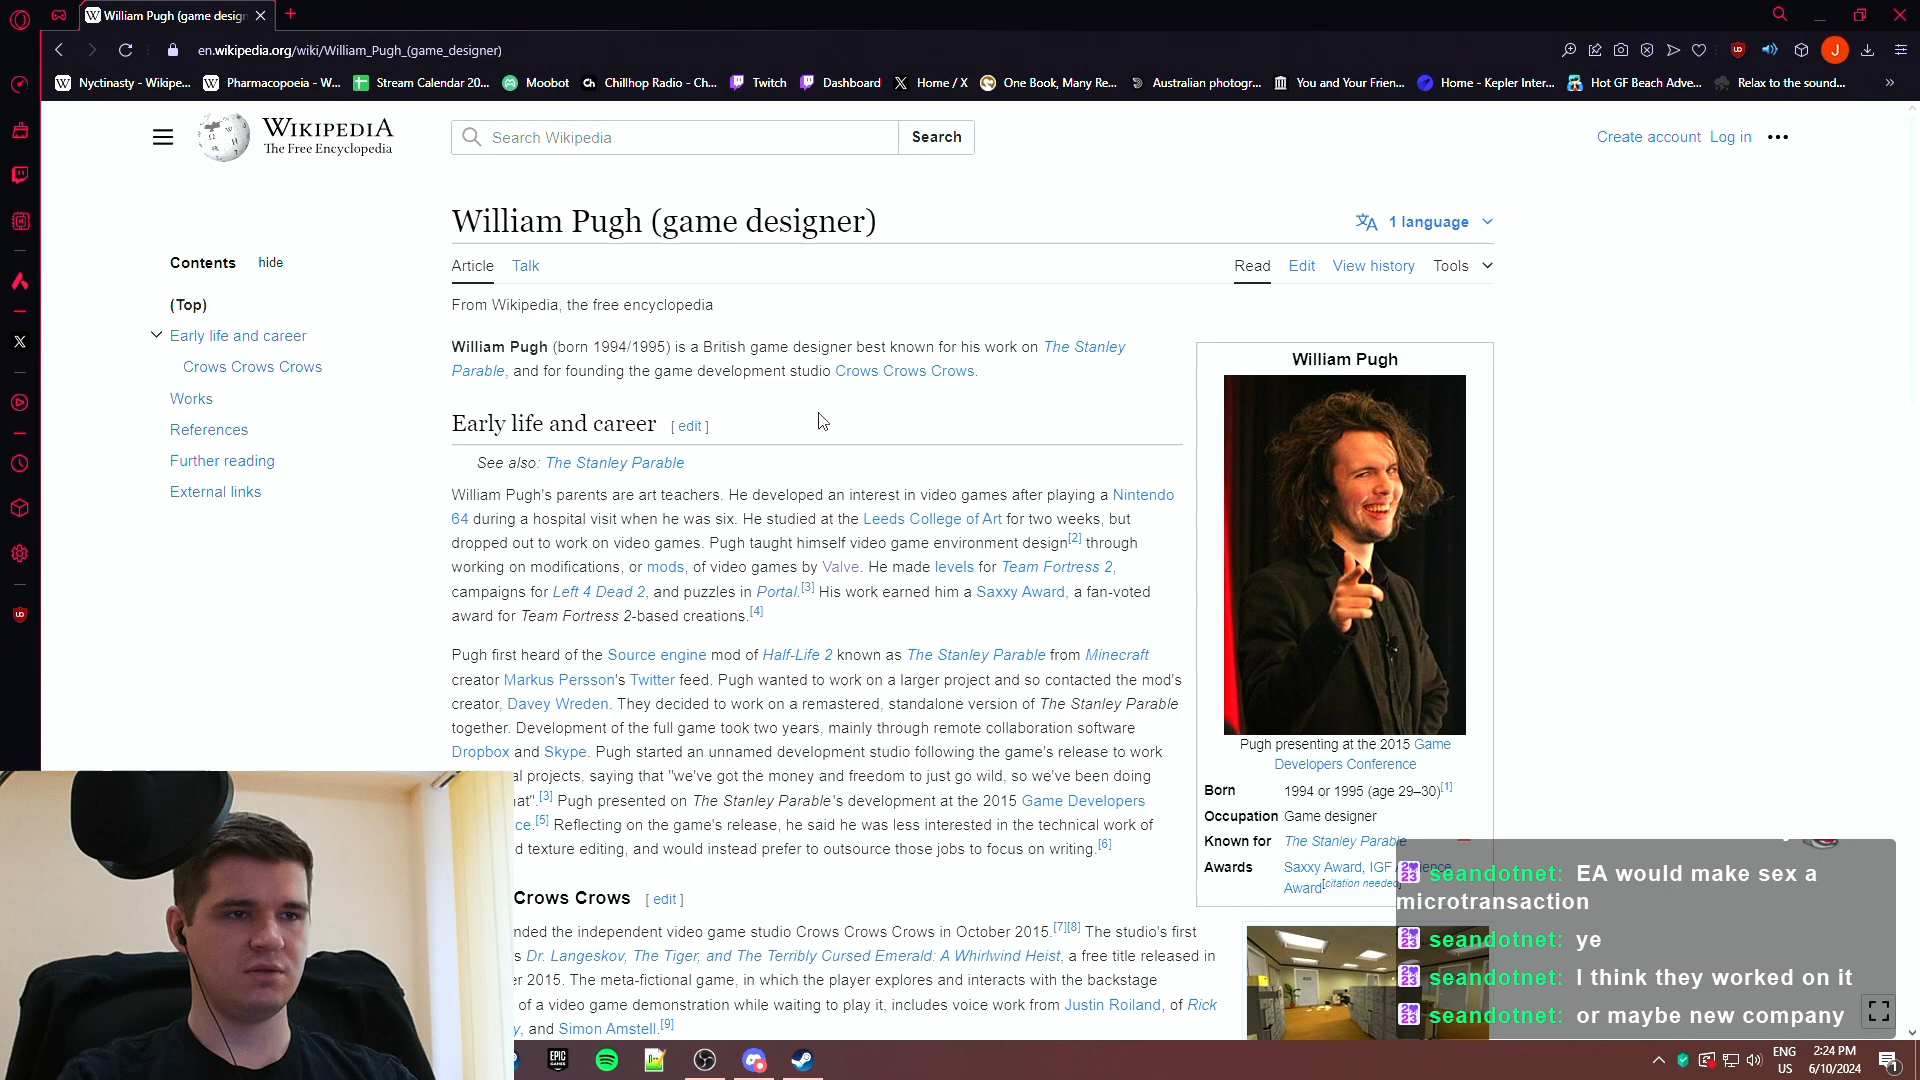 William Pugh (game design
en.wikipedia.org/wiki/William_Pugh_(game_designer)
J
Nyctinasty - Wikipe...
Pharmacopoeia - W...
Stream Calendar 20...
Moobot
Chillhop Radio - Ch...
Twitch
Dashboard
Home / X
One Book, Many Re...
Australian photogr...
You and Your Frien...
Home - Kepler Inter...
Hot GF Beach Adve...
Relax to the sound...
WIKIPEDIA
The Free Encyclopedia
Search Wikipedia
Search
Create account Log in
William Pugh (game designer)
1 language
Contents hide
(Top)
Early life and career
Crows Crows Crows
Works
References
Further reading
External links
Article Talk
Read Edit View history Tools
From Wikipedia, the free encyclopedia
William Pugh (born 1994/1995) is a British game designer best known for his work on The Stanley
Parable, and for founding the game development studio Crows Crows Crows.
Early life and career [ edit ]
See also: The Stanley Parable
William Pugh's parents are art teachers. He developed an interest in video games after playing a Nintendo
64 during a hospital visit when he was six. He studied at the Leeds College of Art for two weeks, but
dropped out to work on video games. Pugh taught himself video game environment design[2] through
working on modifications, or mods, of video games by Valve. He made levels for Team Fortress 2,
campaigns for Left 4 Dead 2, and puzzles in Portal.[3] His work earned him a Saxxy Award, a fan-voted
award for Team Fortress 2-based creations.[4]
Pugh first heard of the Source engine mod of Half-Life 2 known as The Stanley Parable from Minecraft
creator Markus Persson's Twitter feed. Pugh wanted to work on a larger project and so contacted the mod's
creator, Davey Wreden. They decided to work on a remastered, standalone version of The Stanley Parable
together. Development of the full game took two years, mainly through remote collaboration software
Dropbox and Skype. Pugh started an unnamed development studio following the game's release to work
al projects, saying that "we've got the money and freedom to just go wild, so we've been doing
at".[3] Pugh presented on The Stanley Parable's development at the 2015 Game Developers
ce.[5] Reflecting on the game's release, he said he was less interested in the technical work of
d texture editing, and would instead prefer to outsource those jobs to focus on writing.[6]
Crows Crows [ edit ]
nded the independent video game studio Crows Crows Crows in October 2015.[7][8] The studio's first
s Dr. Langeskov, The Tiger, and The Terribly Cursed Emerald: A Whirlwind Heist, a free title released in
r 2015. The meta-fictional game, in which the player explores and interacts with the backstage
of a video game demonstration while waiting to play it, includes voice work from Justin Roiland, of Rick
y, and Simon Amstell.[9]
William Pugh
Pugh presenting at the 2015 Game
Developers Conference
Born 1994 or 1995 (age 29–30)[1]
Occupation Game designer
Known for The Stanley Parable
Awards Saxxy Award, IGF
Award[citation needed]
seandotnet: EA would make sex a
microtransaction
seandotnet: ye
seandotnet: I think they worked on it
seandotnet: or maybe new company
EPIC
GAMES
ENG
US
2:24 PM
6/10/2024
1